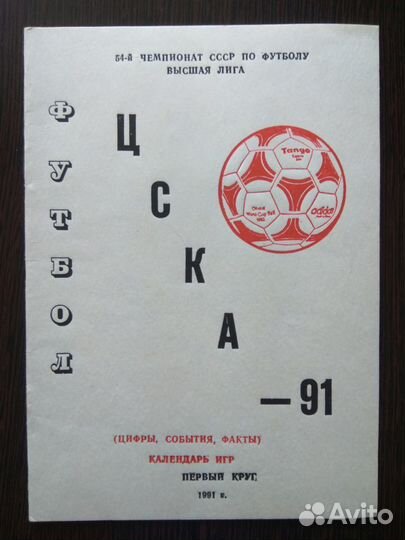 54-й ЧЕМПИОНАТ СССР ПО ФУТБОЛУ
ВЫСШАЯ ЛИГА
ФУТБОЛ
ЦСКА
— 91
Tango
adidas
(ЦИФРЫ, СОБЫТИЯ, ФАКТЫ)
КАЛЕНДАРЬ ИГР
ПЕРВЫЙ КРУГ,
1991 г.
Avito